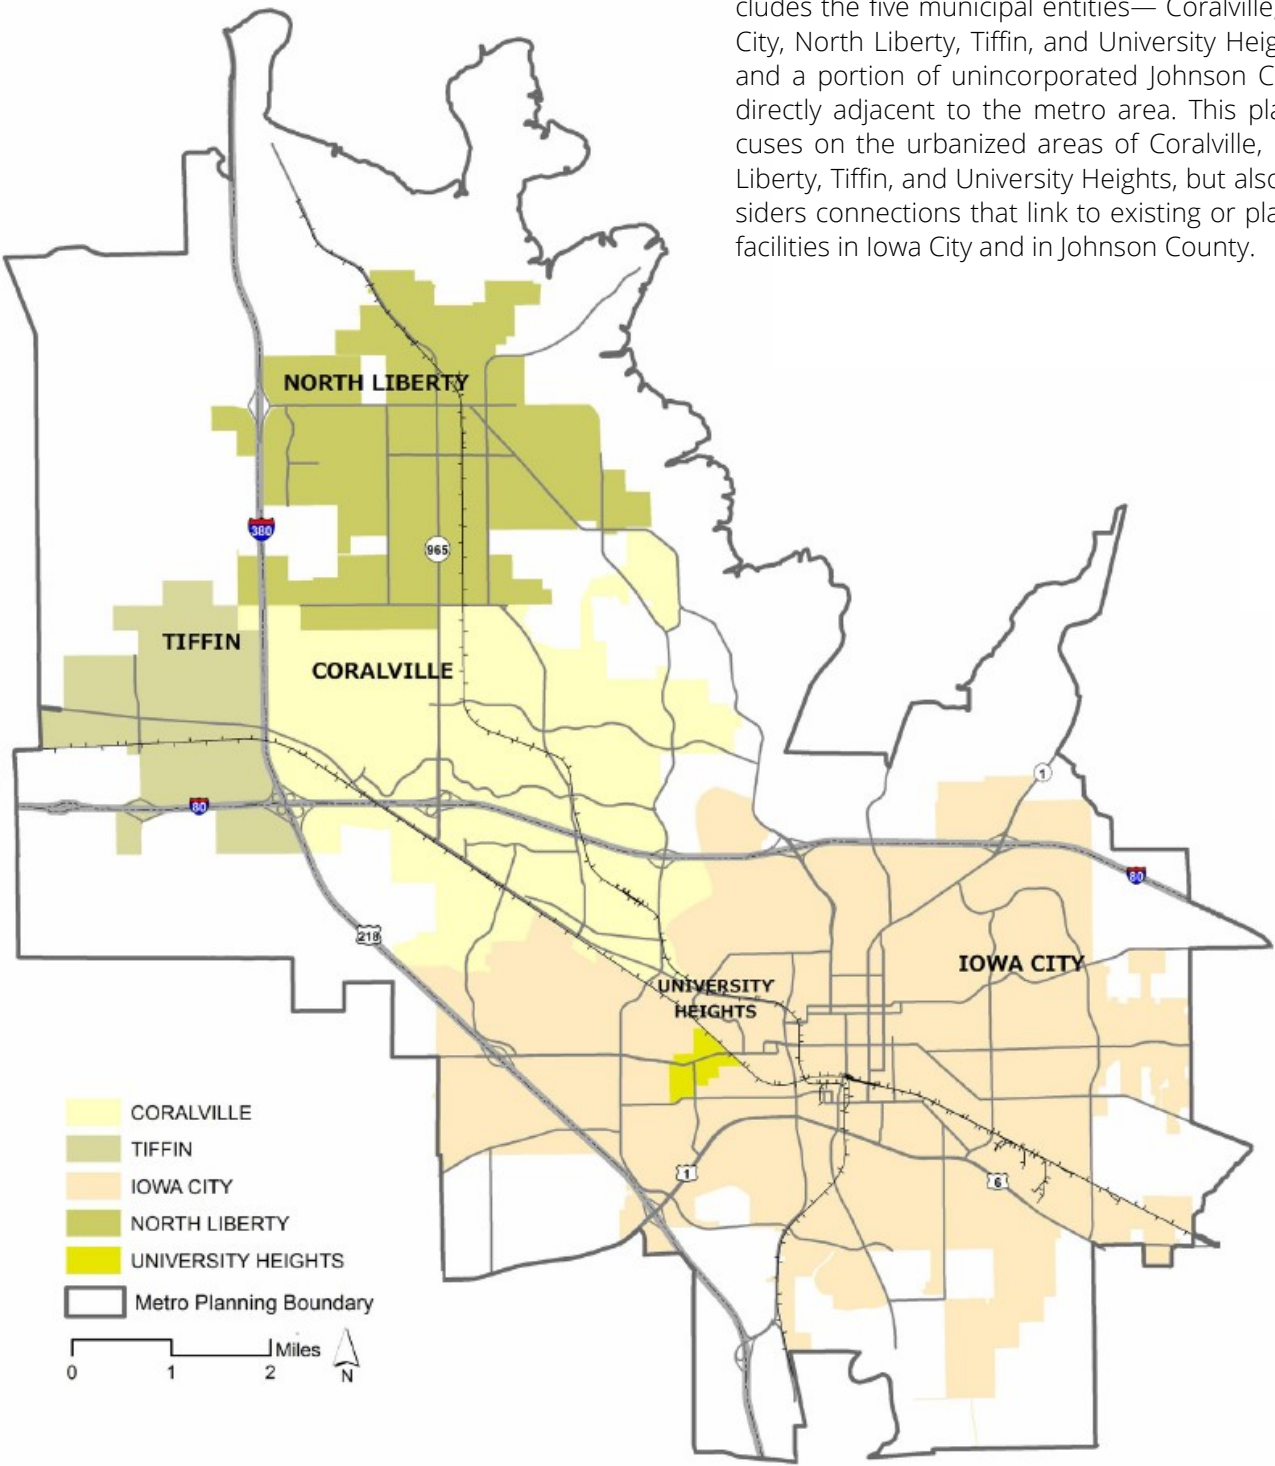 cludes the five municipal entities— Coralville,
City, North Liberty, Tiffin, and University Heig
and a portion of unincorporated Johnson C
directly adjacent to the metro area. This pla
cuses on the urbanized areas of Coralville,
Liberty, Tiffin, and University Heights, but also
siders connections that link to existing or pla
facilities in Iowa City and in Johnson County.
NORTH LIBERTY
380
965
TIFFIN
CORALVILLE
1
80
80
218
IOWA CITY
UNIVERSITY
HEIGHTS
1
6
CORALVILLE
TIFFIN
IOWA CITY
NORTH LIBERTY
UNIVERSITY HEIGHTS
Metro Planning Boundary
Miles
0 1 2
N